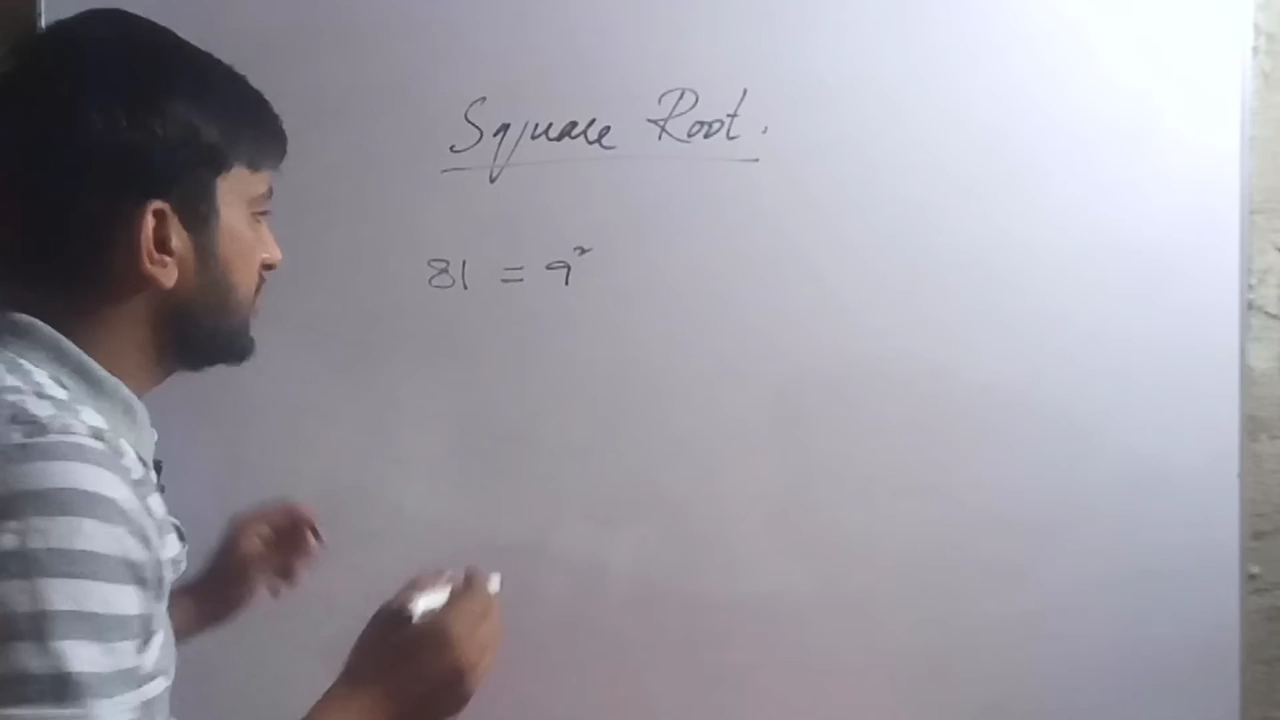 Square Root.
81 = 9²